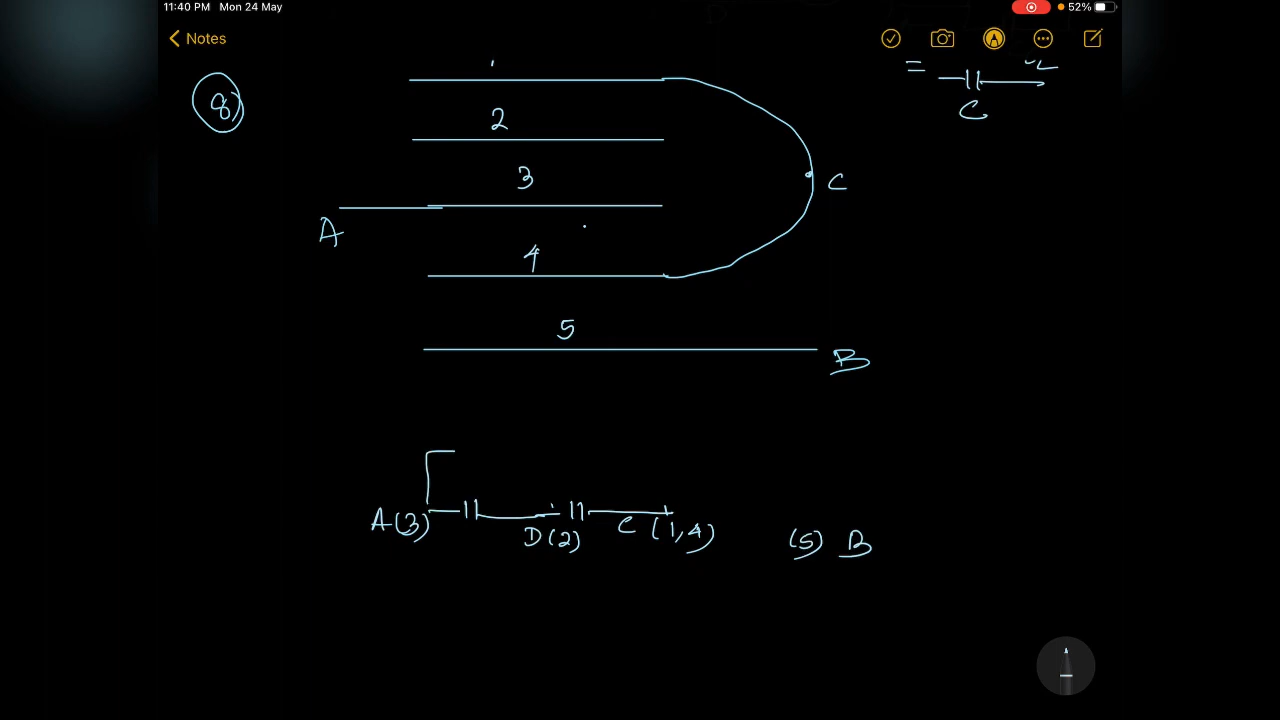 11:40 PM Mon 24 May 52%
Notes
8)
= C
2
3
C
A
4
5
B
A(3) D(2) C (1,4) (5) B